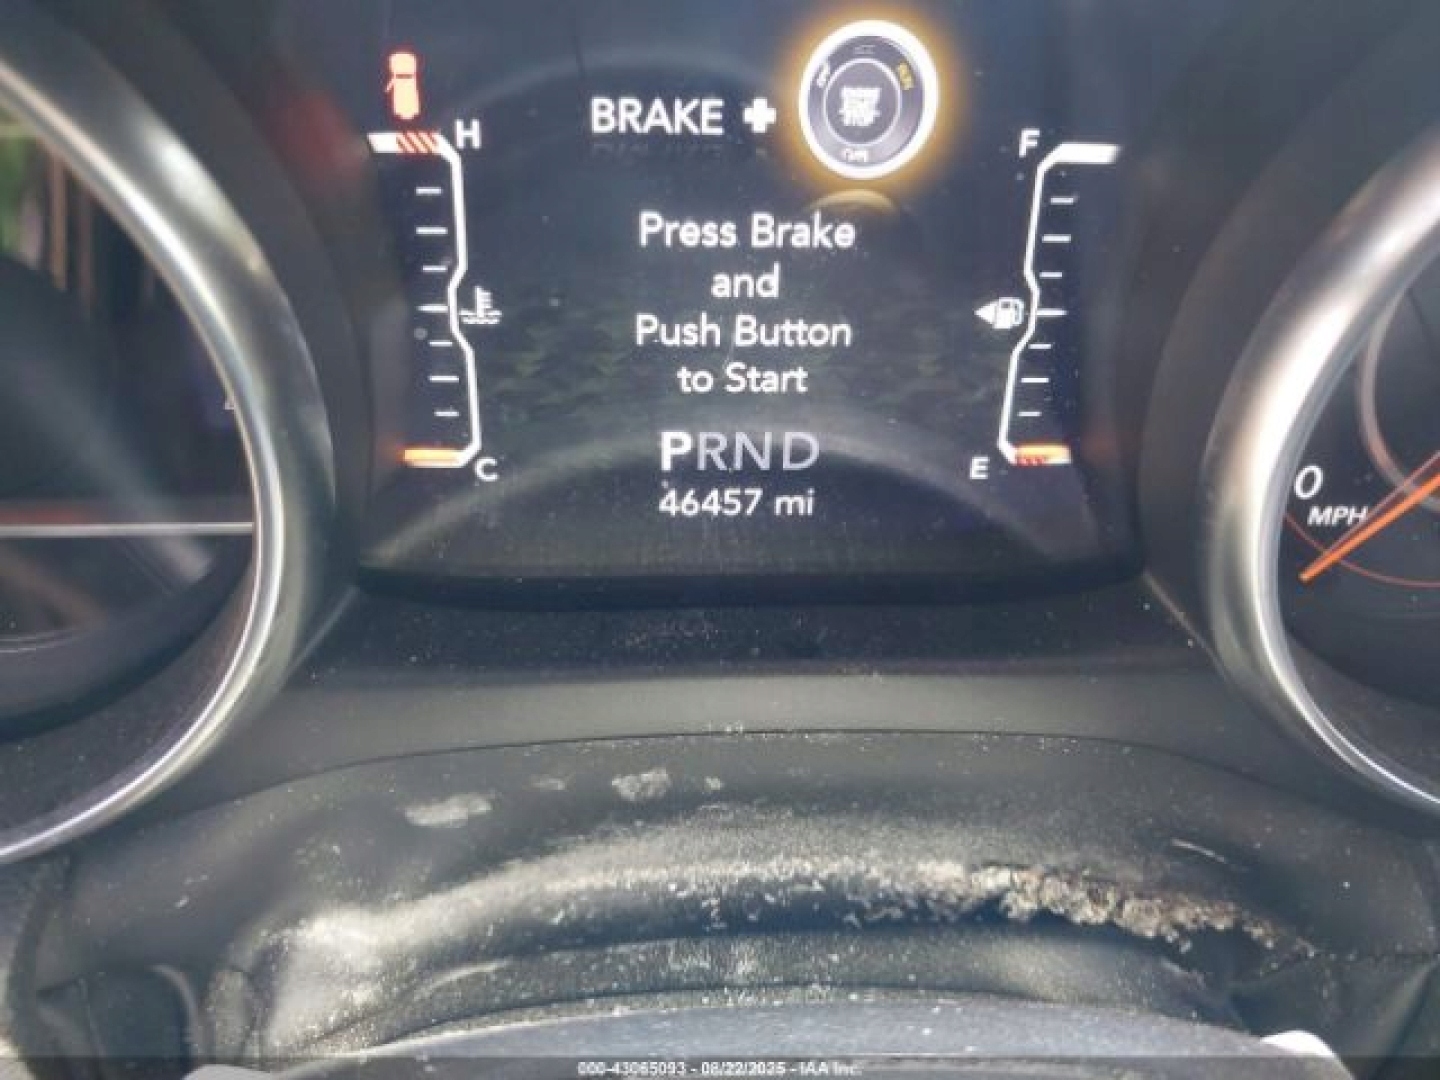 BRAKE +
H
F
Press Brake
and
Push Button
to Start
PRND
C
E
46457 mi
0
MPH
000-43065093 - 08/22/2025 - IAA Inc.